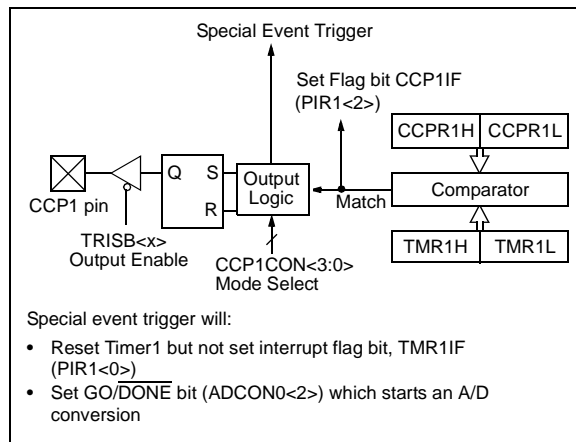 Special Event Trigger
Set Flag bit CCP1IF
(PIR1<2>)
CCPR1H CCPR1L
Q S
R
Output
Logic
Match
Comparator
CCP1 pin
TRISB<x>
Output Enable
CCP1CON<3:0>
Mode Select
TMR1H TMR1L
Special event trigger will:
• Reset Timer1 but not set interrupt flag bit, TMR1IF
(PIR1<0>)
• Set GO/DONE bit (ADCON0<2>) which starts an A/D
conversion